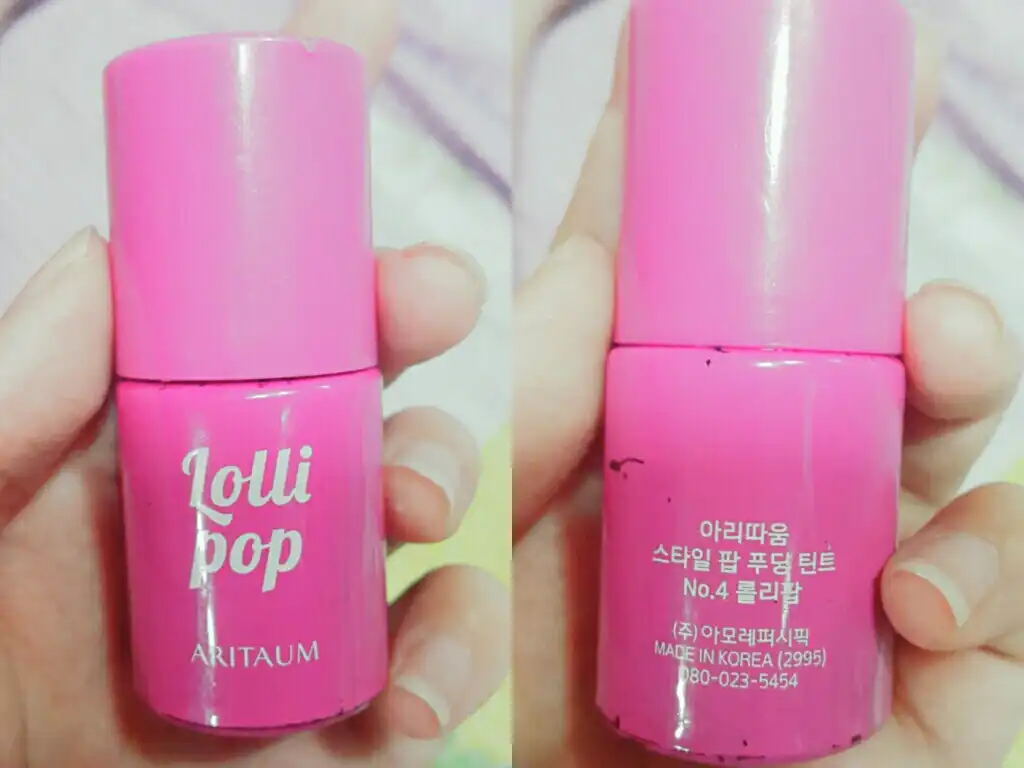 Lolli
pop
ARITAUM
아리따움
스타일 팝 푸딩 틴트
No.4 롤리팝
(주)아모레퍼시픽
MADE IN KOREA (2995)
080-023-5454